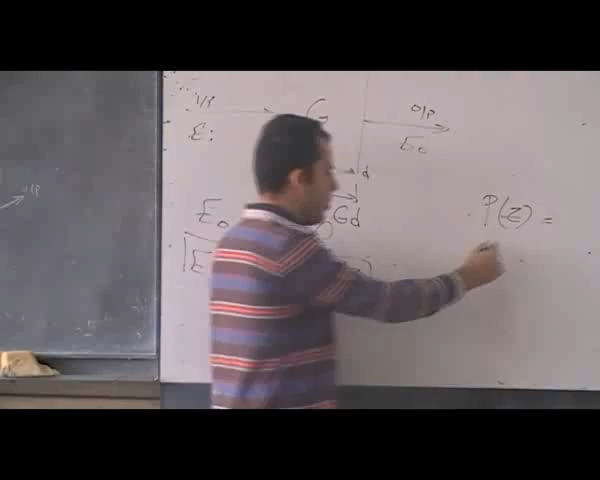 I/P
G
O/P
O/P
Ei
Eo
d
Eo
Gd
P(z) =